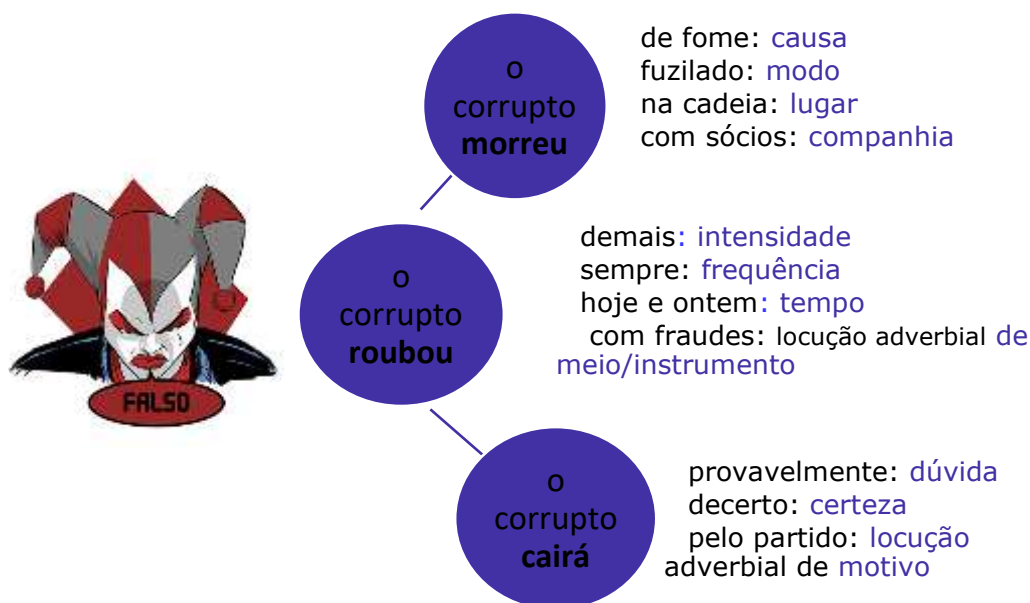 o
corrupto
morreu
de fome: causa
fuzilado: modo
na cadeia: lugar
com sócios: companhia
FALSO
o
corrupto
roubou
demais: intensidade
sempre: frequência
hoje e ontem: tempo
com fraudes: locução adverbial de
meio/instrumento
o
corrupto
cairá
provavelmente: dúvida
decerto: certeza
pelo partido: locução
adverbial de motivo